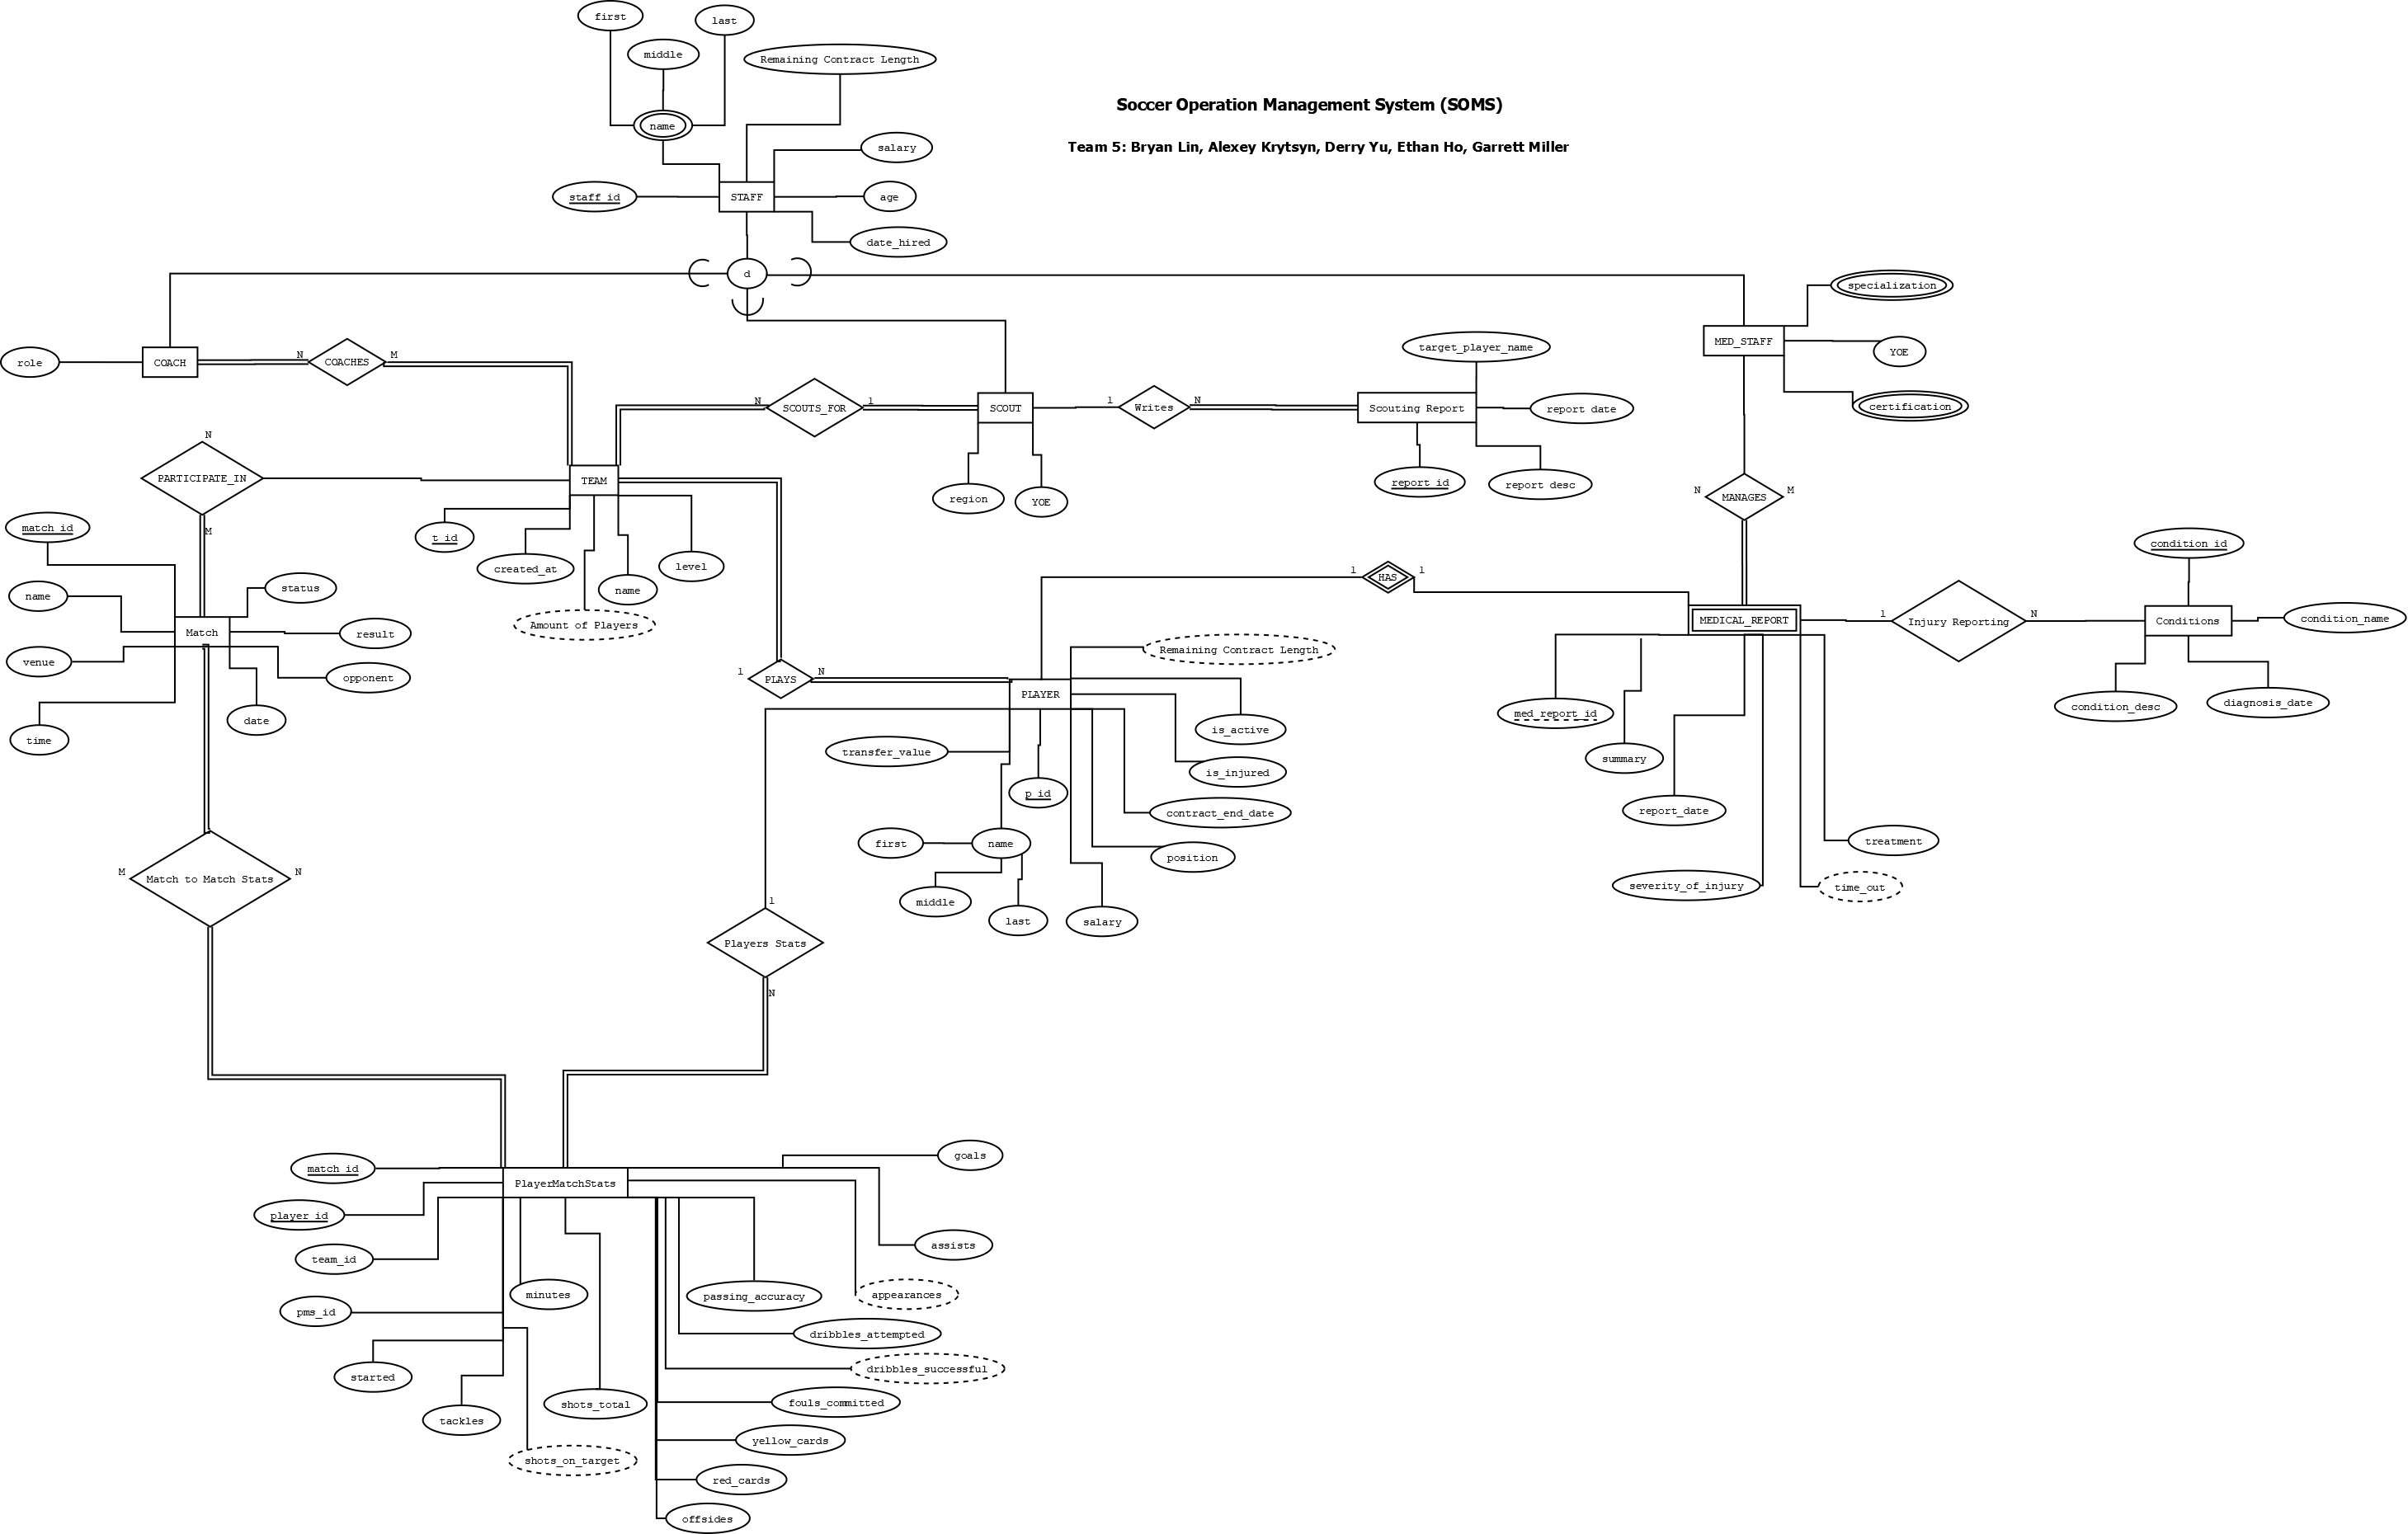 first
last
middle
Remaining Contract Length
Soccer Operation Management System (SOMS)
name
Team 5: Bryan Lin, Alexey Krytsyn, Derry Yu, Ethan Ho, Garrett Miller
salary
staff_id
STAFF
age
date_hired
d
specialization
MED_STAFF
YOE
certification
role
COACH
N
COACHES
M
target_player_name
N
SCOUTS_FOR
1
SCOUT
1
Writes
N
Scouting Report
report date
region
YOE
report id
report desc
N
PARTICIPATE_IN
M
TEAM
t_id
created_at
Amount of Players
name
level
N
MANAGES
M
match_id
name
status
Match
result
venue
opponent
time
date
1
HAS
1
condition_id
MEDICAL_REPORT
1
Injury Reporting
N
Conditions
condition_name
condition_desc
diagnosis_date
Remaining Contract Length
1
PLAYS
N
PLAYER
is_active
transfer_value
is_injured
p_id
contract_end_date
first
name
position
middle
last
salary
med_report_id
summary
report_date
treatment
severity_of_injury
time_out
M
Match to Match Stats
N
1
Players Stats
N
goals
match_id
PlayerMatchStats
player_id
team_id
assists
minutes
passing_accuracy
appearances
pms_id
dribbles_attempted
dribbles_successful
started
shots_total
fouls_committed
tackles
yellow_cards
shots_on_target
red_cards
offsides